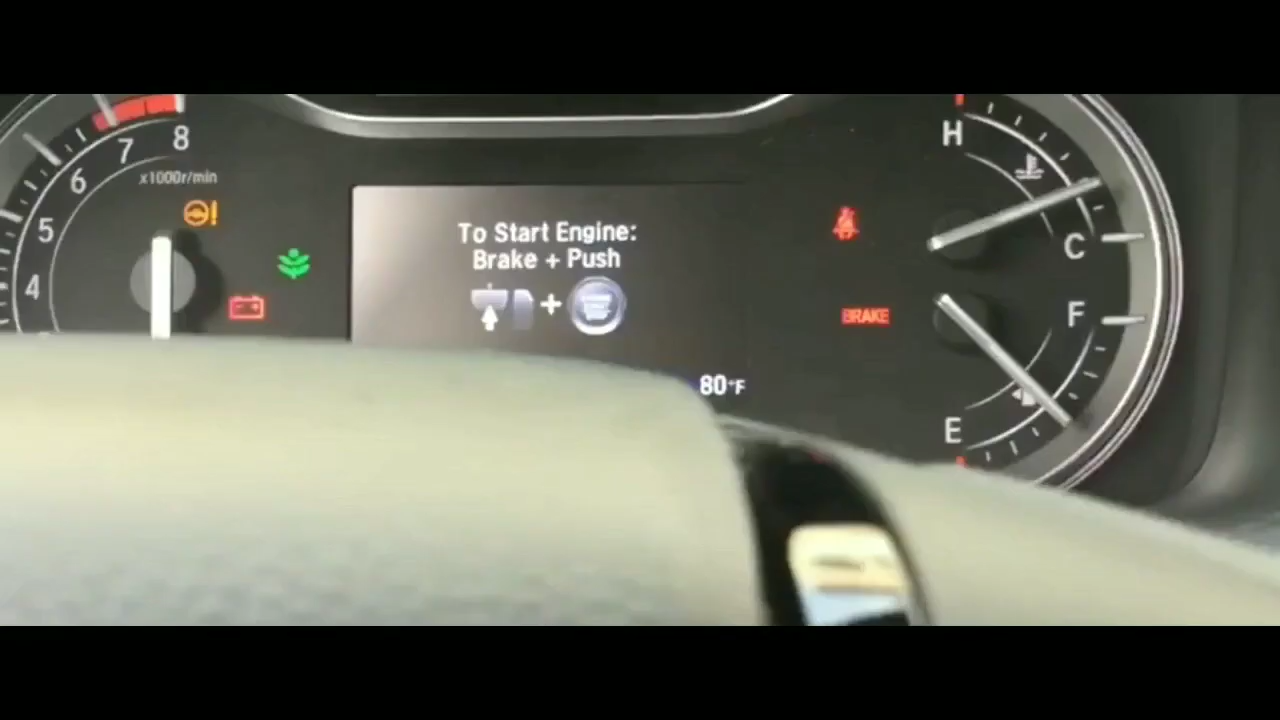 8
7
6
5
4
x1000r/min
To Start Engine:
Brake + Push
80°F
BRAKE
H
C
F
E